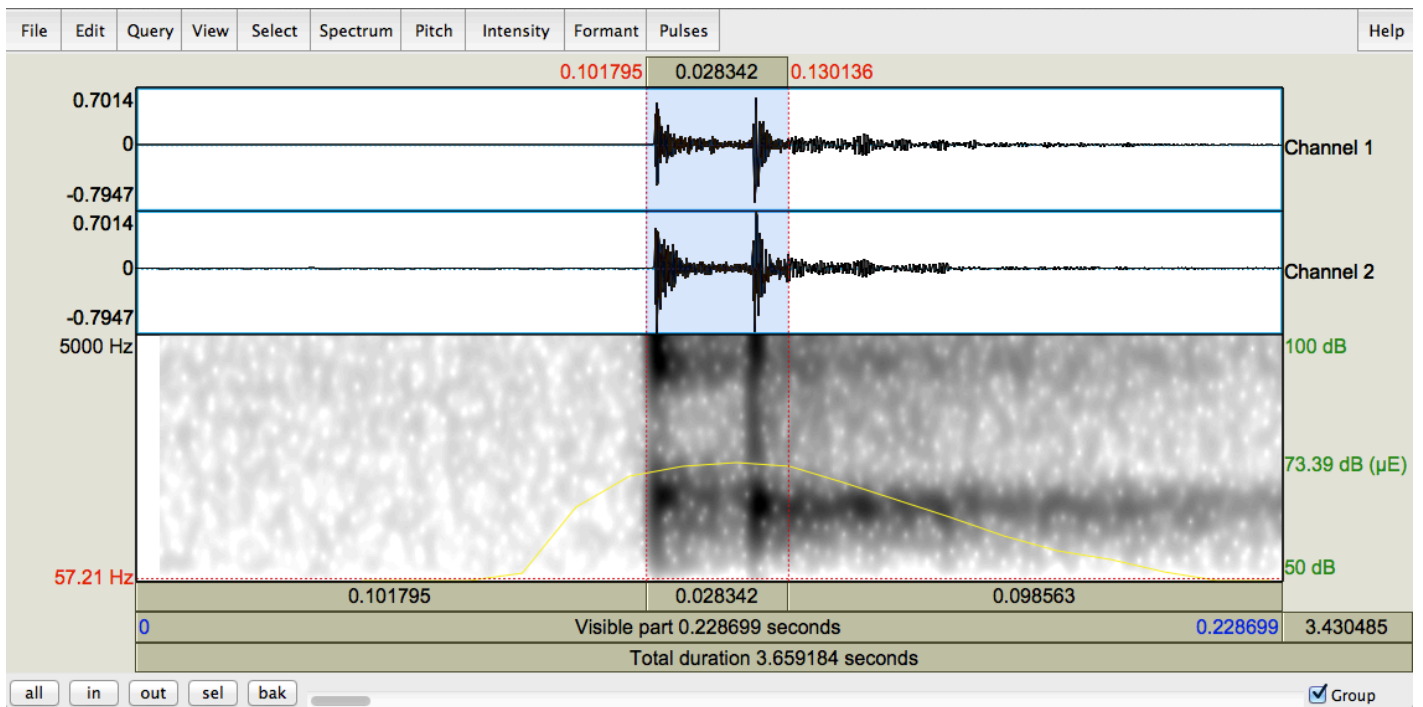 File Edit Query View Select Spectrum Pitch Intensity Formant Pulses Help
0.101795 0.028342 0.130136
0.7014
0
-0.7947
Channel 1
0.7014
0
-0.7947
Channel 2
5000 Hz
100 dB
73.39 dB (µE)
57.21 Hz
50 dB
0.101795 0.028342 0.098563
0 Visible part 0.228699 seconds 0.228699 3.430485
Total duration 3.659184 seconds
all in out sel bak Group